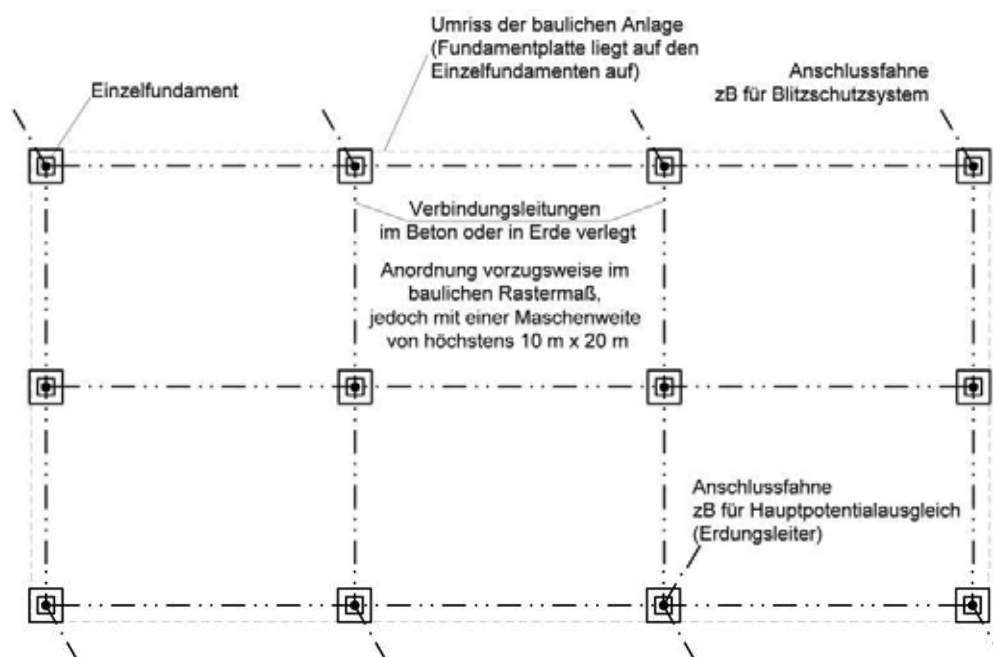 Umriss der baulichen Anlage
(Fundamentplatte liegt auf den
Einzelfundamenten auf)
Einzelfundament
Anschlussfahne
zB für Blitzschutzsystem
Verbindungsleitungen
im Beton oder in Erde verlegt
Anordnung vorzugsweise im
baulichen Rastermaß,
jedoch mit einer Maschenweite
von höchstens 10 m x 20 m
Anschlussfahne
zB für Hauptpotentialausgleich
(Erdungsleiter)